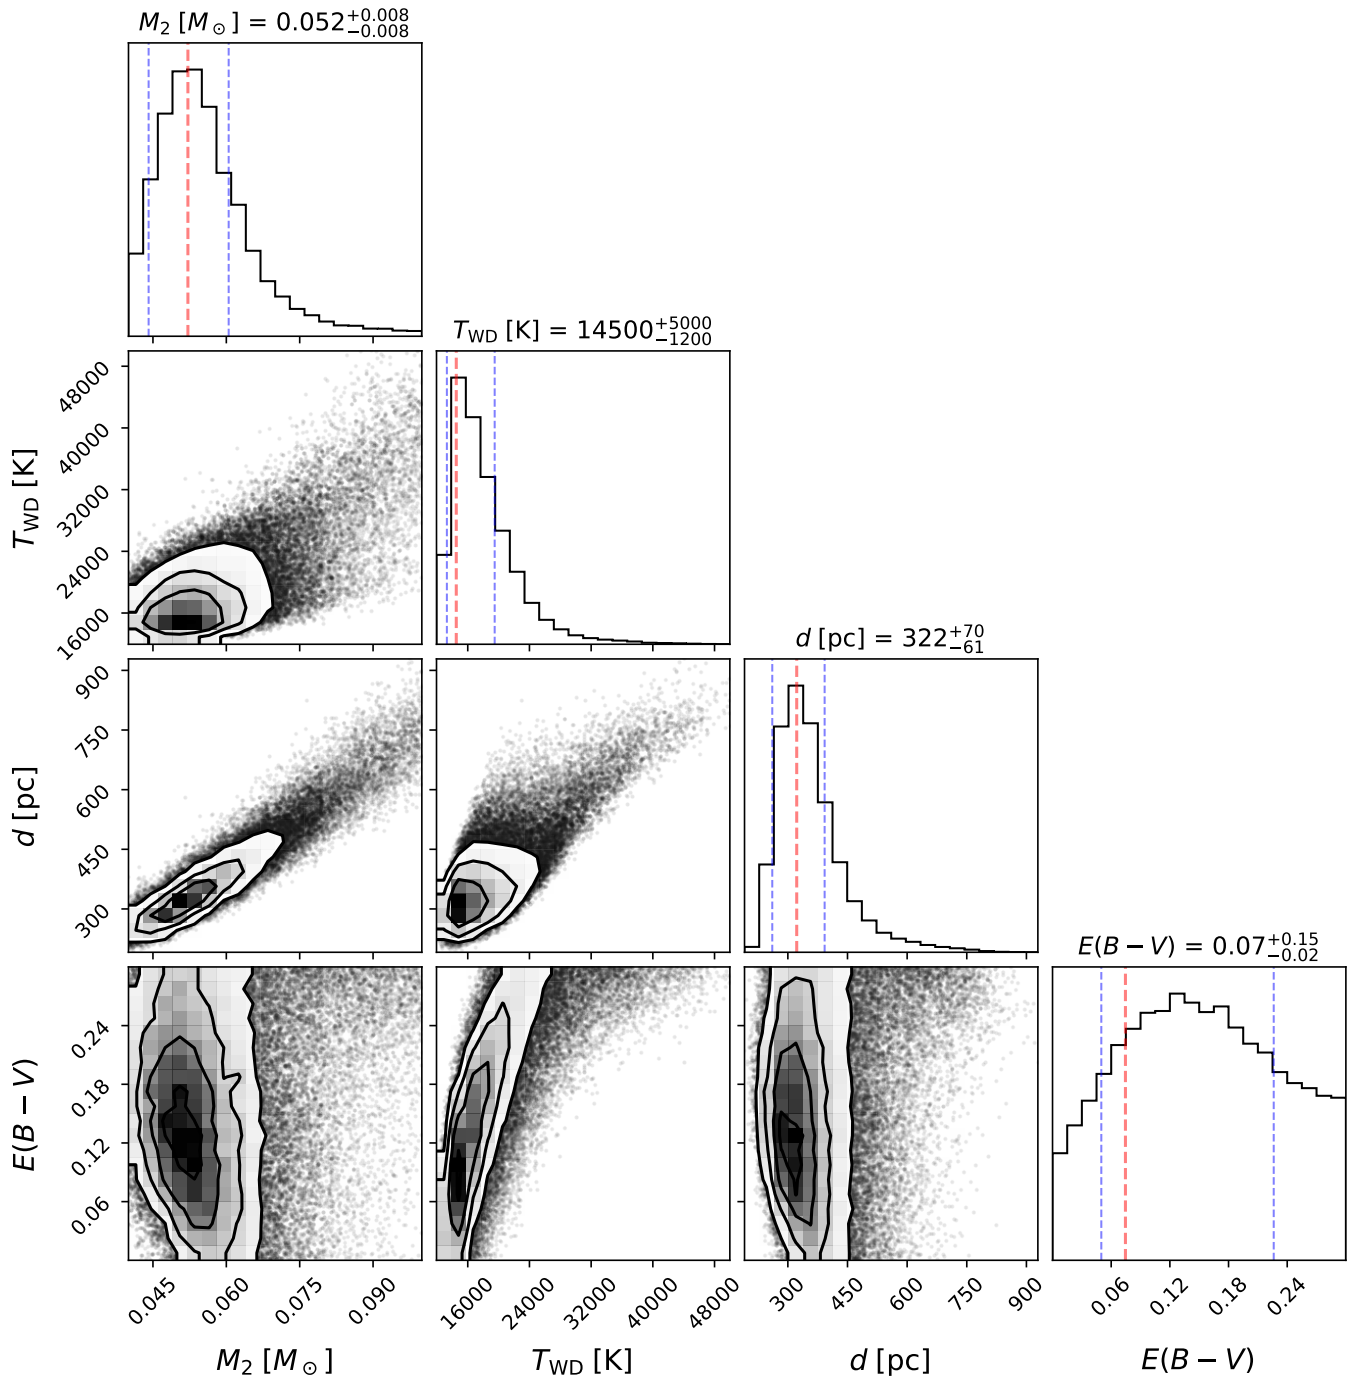 M₂ [M⊙] = 0.052 +0.008 −0.008
T_WD [K] = 14500 +5000 −1200
48000
40000
32000
24000
16000
T_WD [K]
d [pc] = 322 +70 −61
900
750
600
450
300
d [pc]
E(B − V) = 0.07 +0.15 −0.02
0.24
0.18
0.12
0.06
E(B − V)
0.045 0.060 0.075 0.090 16000 24000 32000 40000 48000 300 450 600 750 900 0.06 0.12 0.18 0.24
M₂ [M⊙] T_WD [K] d [pc] E(B − V)